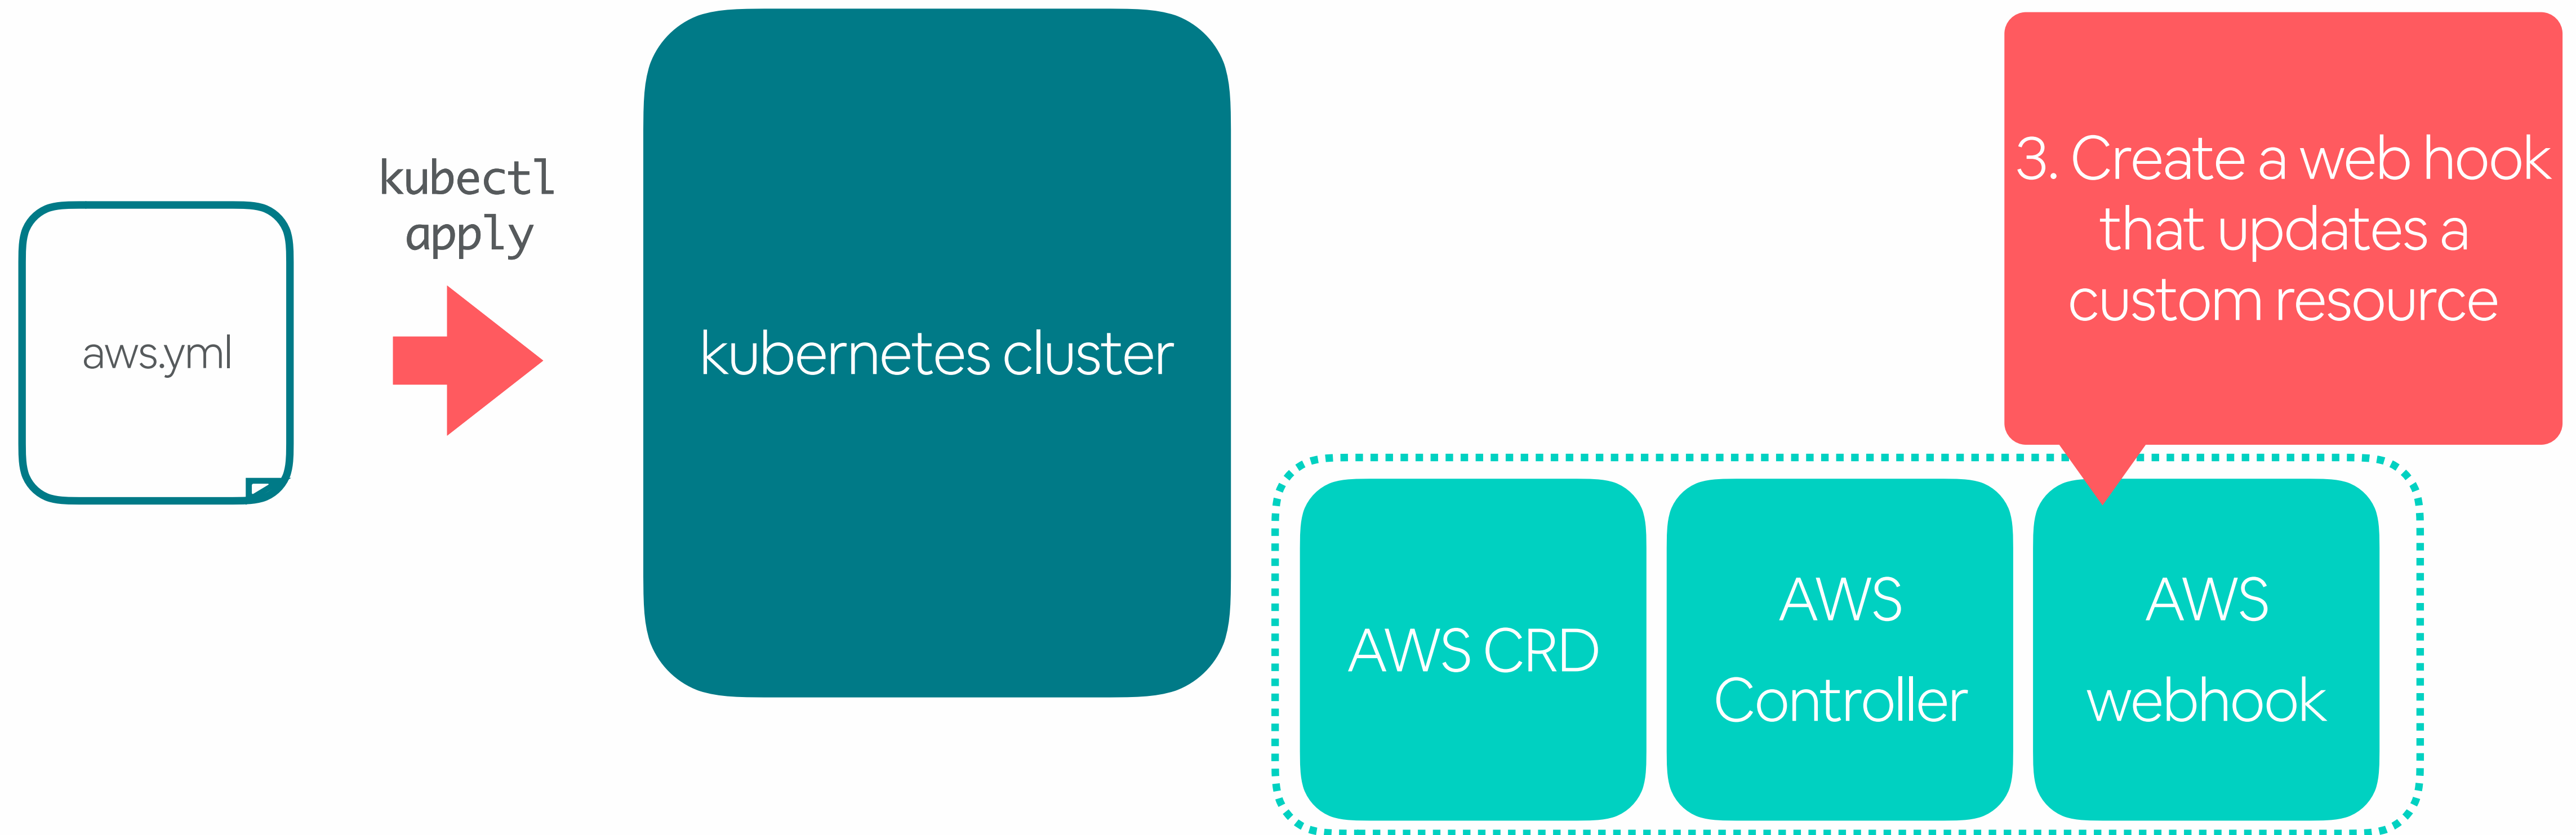 aws.yml
kubectl
apply
kubernetes cluster
3. Create a web hook
that updates a
custom resource
AWS CRD
AWS
Controller
AWS
webhook